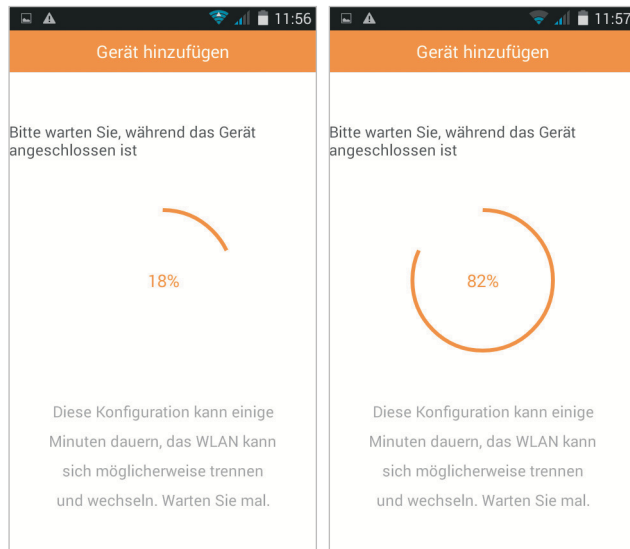 11:56
Gerät hinzufügen
Bitte warten Sie, während das Gerät
angeschlossen ist
18%
Diese Konfiguration kann einige
Minuten dauern, das WLAN kann
sich möglicherweise trennen
und wechseln. Warten Sie mal.
11:57
Gerät hinzufügen
Bitte warten Sie, während das Gerät
angeschlossen ist
82%
Diese Konfiguration kann einige
Minuten dauern, das WLAN kann
sich möglicherweise trennen
und wechseln. Warten Sie mal.